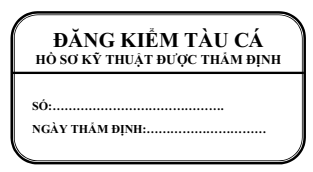 ĐĂNG KIỂM TÀU CÁ
HỒ SƠ KỸ THUẬT ĐƯỢC THẨM ĐỊNH
SỐ:..........................................
NGÀY THẨM ĐỊNH:..............................